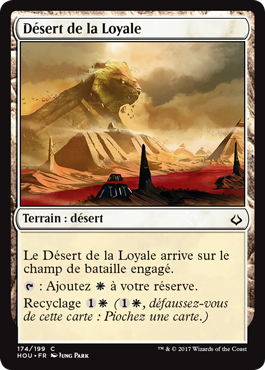 Désert de la Loyale
Terrain : désert
Le Désert de la Loyale arrive sur le
champ de bataille engagé.
: Ajoutez à votre réserve.
Recyclage 1 (1, défaussez-vous
de cette carte : Piochez une carte.)
174/199 C
HOU • FR Jung Park
™ & © 2017 Wizards of the Coast